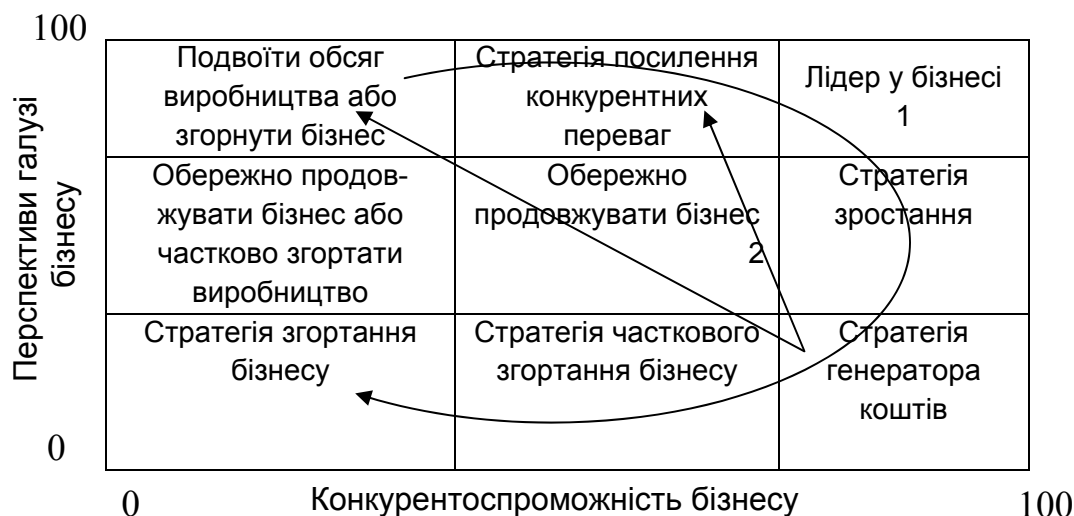 100
Перспективи галузі
бізнесу
Подвоїти обсяг
виробництва або
згорнути бізнес
Стратегія посилення
конкурентних
переваг
Лідер у бізнесі
1
Обережно продов-
жувати бізнес або
частково згортати
виробництво
Обережно
продовжувати бізнес
2
Стратегія
зростання
Стратегія згортання
бізнесу
Стратегія часткового
згортання бізнесу
Стратегія
генератора
коштів
0
0
Конкурентоспроможність бізнесу
100